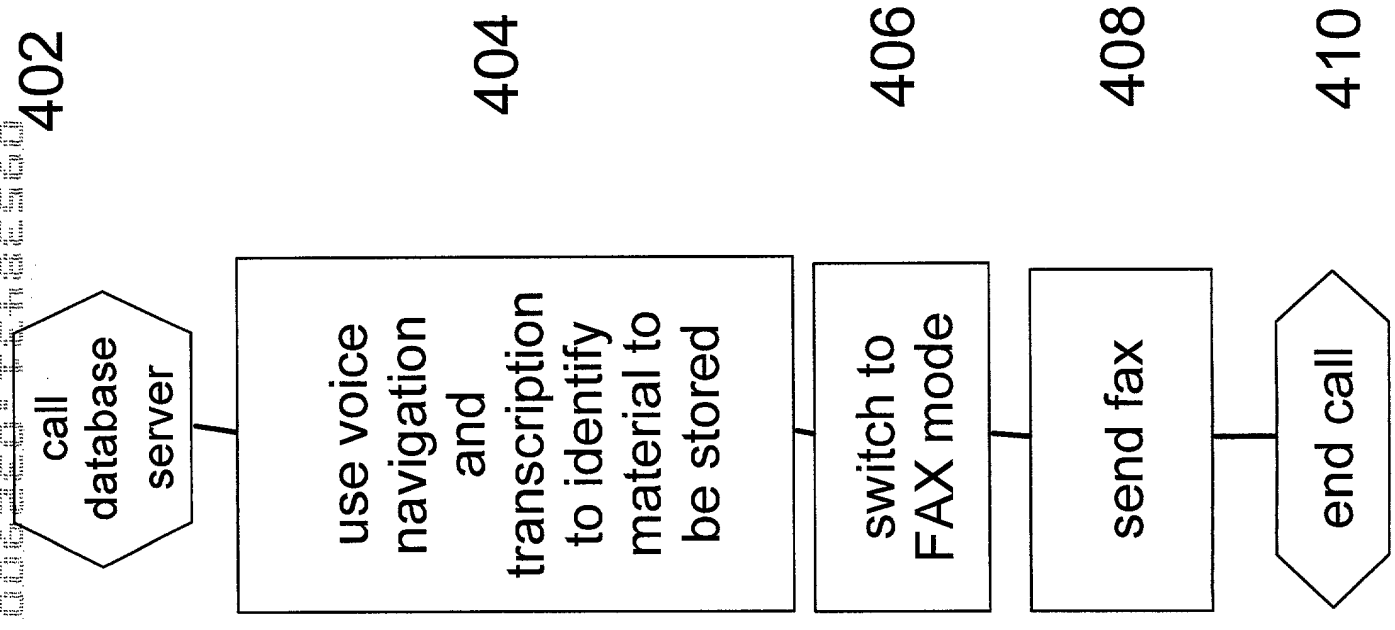 402
call
database
server
404
use voice
navigation
and
transcription
to identify
material to
be stored
406
switch to
FAX mode
408
send fax
410
end call